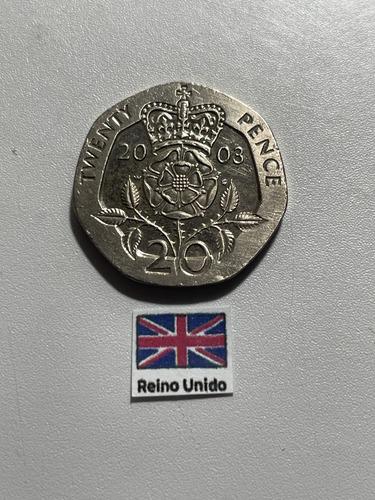 TWENTY PENCE
20 03
20
Reino Unido